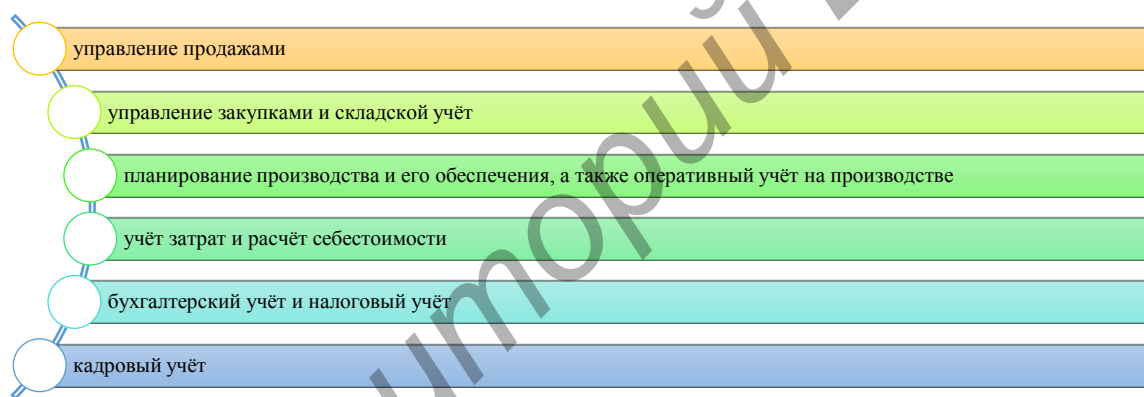 управление продажами
управление закупками и складской учёт
планирование производства и его обеспечения, а также оперативный учёт на производстве
учёт затрат и расчёт себестоимости
бухгалтерский учёт и налоговый учёт
кадровый учёт